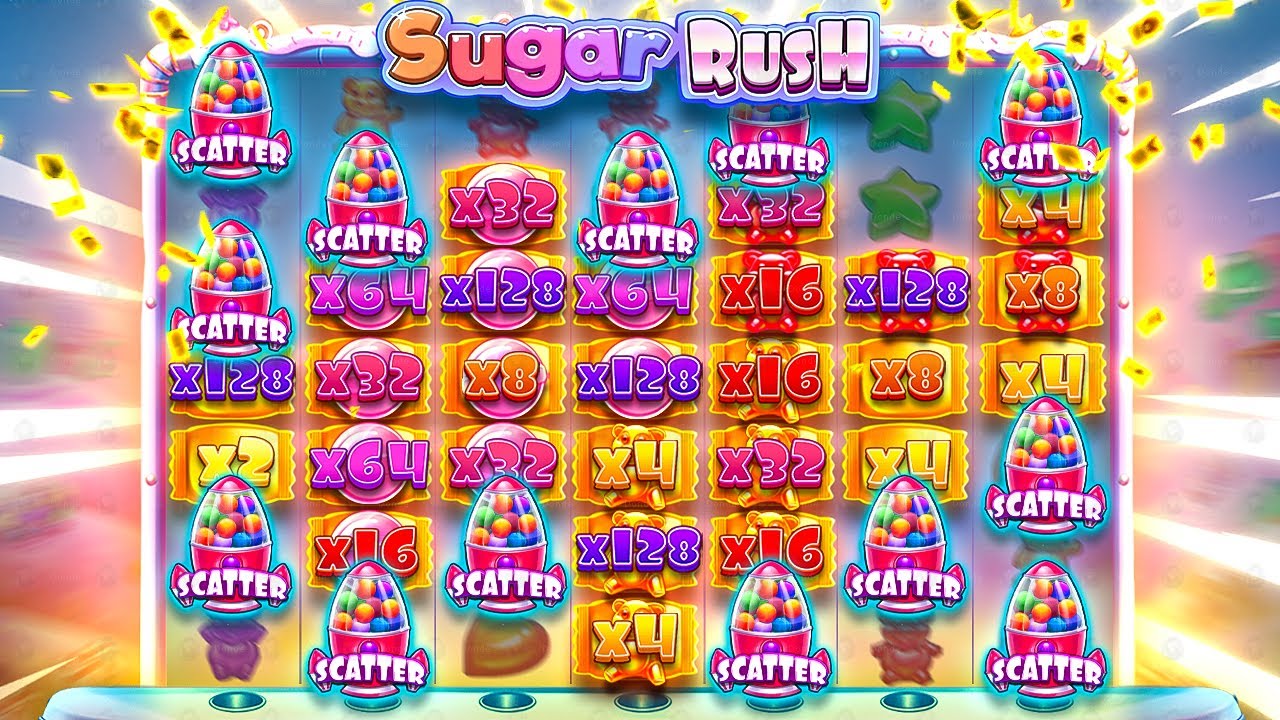 Sugar RUSH
SCATTER SCATTER SCATTER
x32 x32 x4
SCATTER SCATTER
x64 x128 x64 x16 x128 x8
SCATTER
x128 x32 x8 x128 x16 x8 x4
x2 x64 x32 x4 x32 x4
SCATTER
x16 x128 x16
SCATTER SCATTER SCATTER
x4
SCATTER SCATTER SCATTER